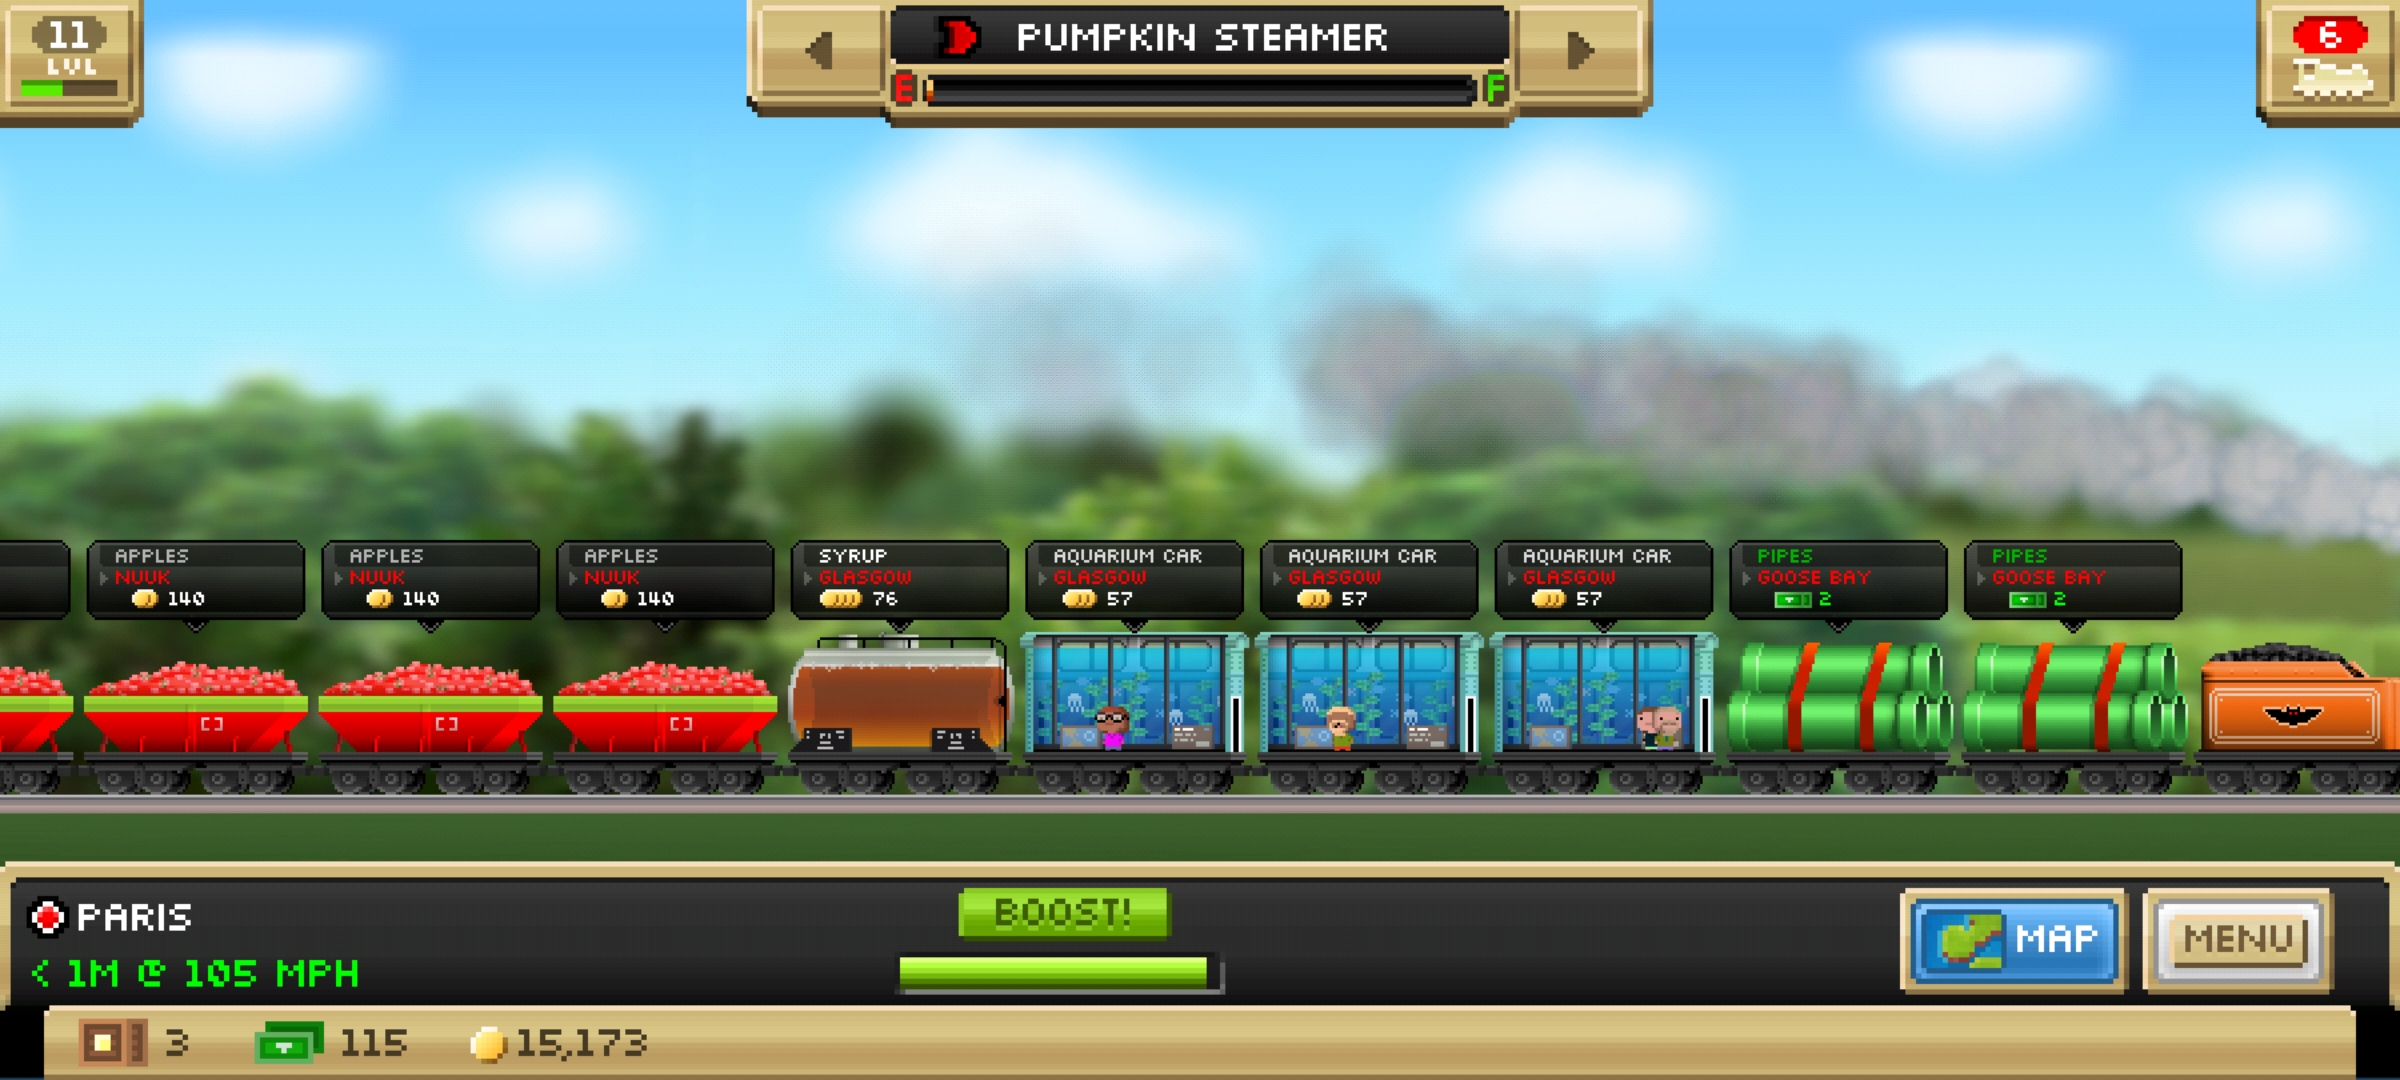 11
LVL
PUMPKIN STEAMER
E F
6
APPLES
NUUK
140
APPLES
NUUK
140
APPLES
NUUK
140
SYRUP
GLASGOW
76
AQUARIUM CAR
GLASGOW
57
AQUARIUM CAR
GLASGOW
57
AQUARIUM CAR
GLASGOW
57
PIPES
GOOSE BAY
2
PIPES
GOOSE BAY
2
PARIS
< 1M @ 105 MPH
BOOST!
MAP
MENU
3
115
15,173